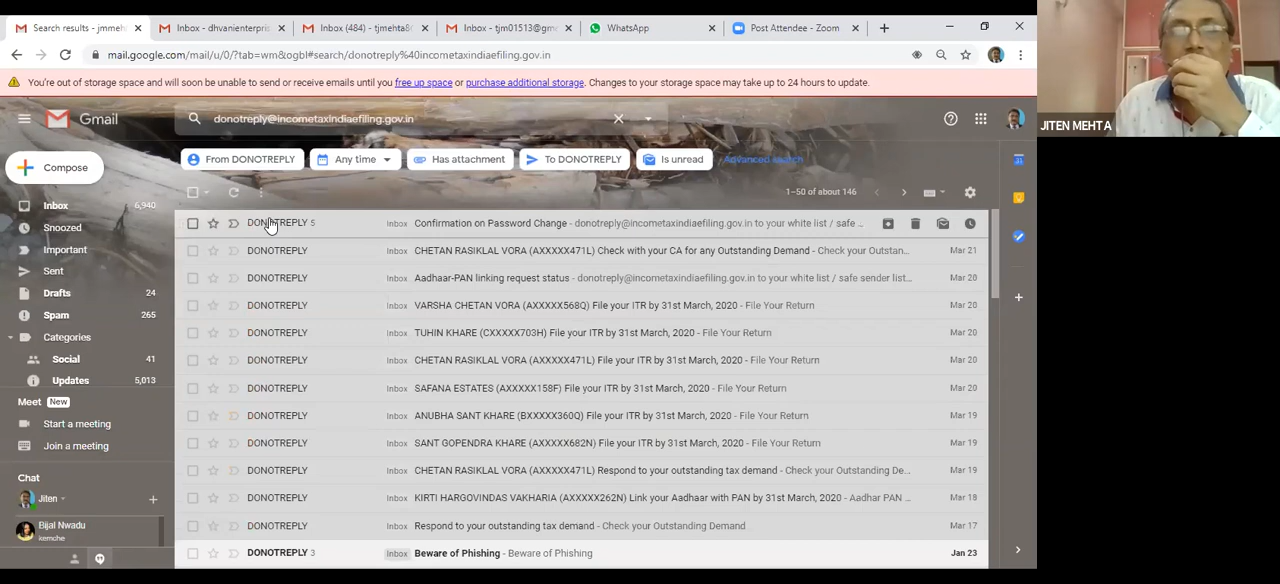 Search results - jmmeh
Inbox - dhvanienterpris
Inbox (484) - tjmehta8
Inbox - tjm01513@gma
WhatsApp
Post Attendee - Zoom
mail.google.com/mail/u/0/?tab=wm&ogbl#search/donotreply%40incometaxindiaefiling.gov.in
You're out of storage space and will soon be unable to send or receive emails until you free up space or purchase additional storage. Changes to your storage space may take up to 24 hours to update.
JITEN MEHTA
Gmail
donotreply@incometaxindiaefiling.gov.in
Compose
From DONOTREPLY
Any time
Has attachment
To DONOTREPLY
Is unread
Advanced search
1–50 of about 146
Inbox 6,940
Snoozed
Important
Sent
Drafts 24
Spam 265
Categories
Social 41
Updates 5,013
Meet New
Start a meeting
Join a meeting
Chat
Jiten
Bijal Nwadu
kemche
DONOTREPLY 5 Inbox Confirmation on Password Change - donotreply@incometaxindiaefiling.gov.in to your white list / safe ...
DONOTREPLY Inbox CHETAN RASIKLAL VORA (AXXXXX471L) Check with your CA for any Outstanding Demand - Check your Outstan... Mar 21
DONOTREPLY Inbox Aadhaar-PAN linking request status - donotreply@incometaxindiaefiling.gov.in to your white list / safe sender list... Mar 20
DONOTREPLY Inbox VARSHA CHETAN VORA (AXXXXX568Q) File your ITR by 31st March, 2020 - File Your Return Mar 20
DONOTREPLY Inbox TUHIN KHARE (CXXXXX703H) File your ITR by 31st March, 2020 - File Your Return Mar 20
DONOTREPLY Inbox CHETAN RASIKLAL VORA (AXXXXX471L) File your ITR by 31st March, 2020 - File Your Return Mar 20
DONOTREPLY Inbox SAFANA ESTATES (AXXXXX158F) File your ITR by 31st March, 2020 - File Your Return Mar 20
DONOTREPLY Inbox ANUBHA SANT KHARE (BXXXXX360Q) File your ITR by 31st March, 2020 - File Your Return Mar 19
DONOTREPLY Inbox SANT GOPENDRA KHARE (AXXXXX682N) File your ITR by 31st March, 2020 - File Your Return Mar 19
DONOTREPLY Inbox CHETAN RASIKLAL VORA (AXXXXX471L) Respond to your outstanding tax demand - Check your Outstanding De... Mar 19
DONOTREPLY Inbox KIRTI HARGOVINDAS VAKHARIA (AXXXXX262N) Link your Aadhaar with PAN by 31st March, 2020 - Aadhar PAN ... Mar 18
DONOTREPLY Inbox Respond to your outstanding tax demand - Check your Outstanding Demand Mar 17
DONOTREPLY 3 Inbox Beware of Phishing - Beware of Phishing Jan 23